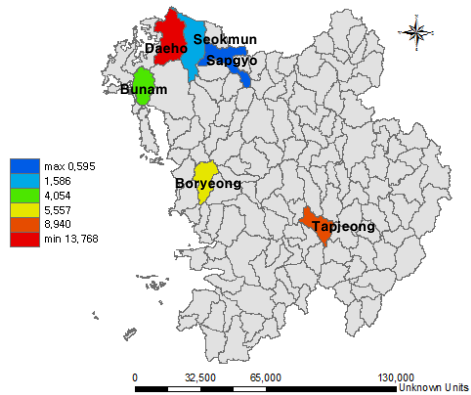 Seokmun
Daeho
Sapgyo
Bunam
Boryeong
Tapjeong
max 0,595
1,586
4,054
5,557
8,940
min 13,768
0 32,500 65,000 130,000
Unknown Units